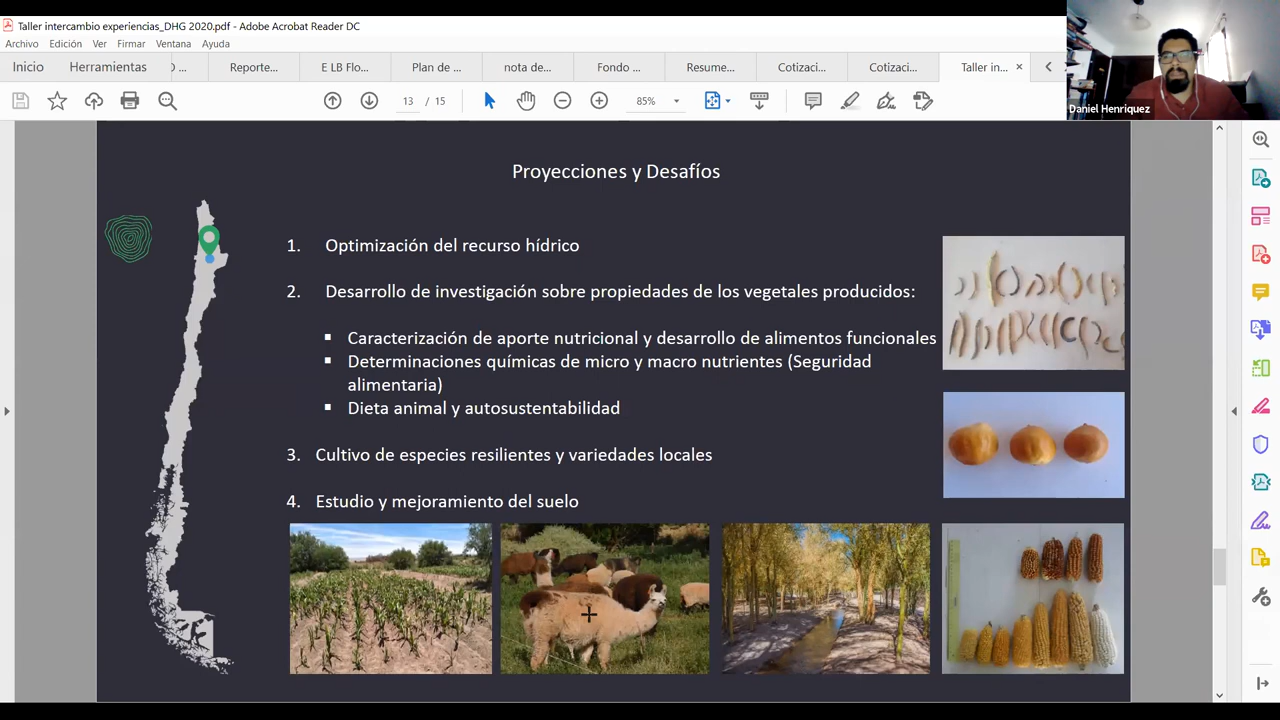 Taller intercambio experiencias_DHG 2020.pdf - Adobe Acrobat Reader DC
Archivo Edición Ver Firmar Ventana Ayuda
Inicio Herramientas ... Reporte... E LB Flo... Plan de ... nota de... Fondo ... Resume... Cotizaci... Cotizaci... Taller in... ×
13 / 15 85%
Daniel Henriquez
Proyecciones y Desafíos
1. Optimización del recurso hídrico
2. Desarrollo de investigación sobre propiedades de los vegetales producidos:
▪ Caracterización de aporte nutricional y desarrollo de alimentos funcionales
▪ Determinaciones químicas de micro y macro nutrientes (Seguridad
alimentaria)
▪ Dieta animal y autosustentabilidad
3. Cultivo de especies resilientes y variedades locales
4. Estudio y mejoramiento del suelo